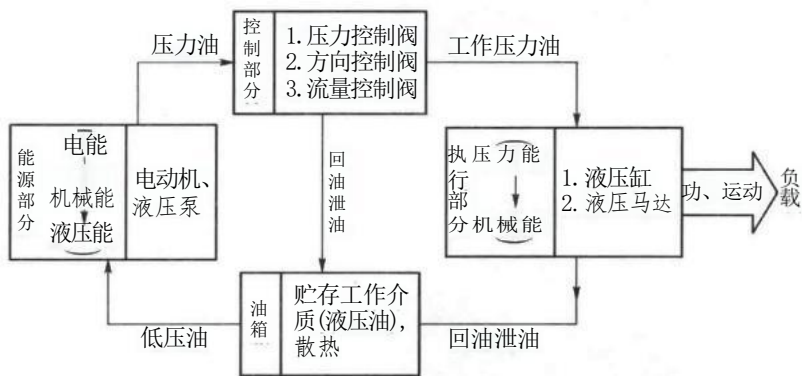 压力油
控制部分
1. 压力控制阀
2. 方向控制阀
3. 流量控制阀
工作压力油
能源部分
电能
机械能
液压能
电动机、
液压泵
回油泄油
执行部分
压力能
机械能
1. 液压缸
2. 液压马达
功、运动
负载
低压油
油箱
贮存工作介
质(液压油),
散热
回油泄油